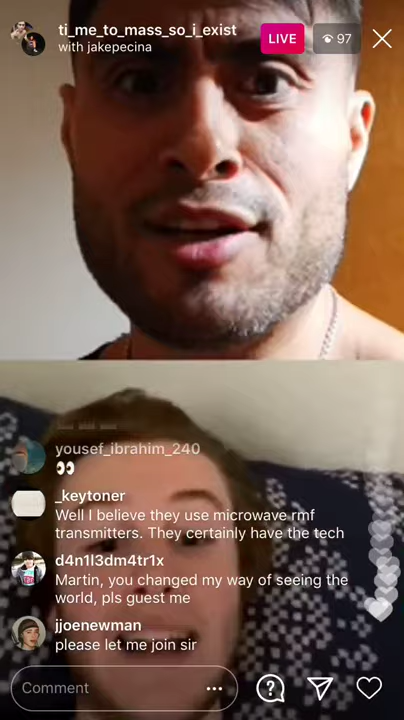 ti_me_to_mass_so_i_exist
with jakepecina
LIVE
97
yousef_ibrahim_240
👀
_keytoner
Well I believe they use microwave rmf
transmitters. They certainly have the tech
d4n1l3dm4tr1x
Martin, you changed my way of seeing the
world, pls guest me
jjoenewman
please let me join sir
Comment